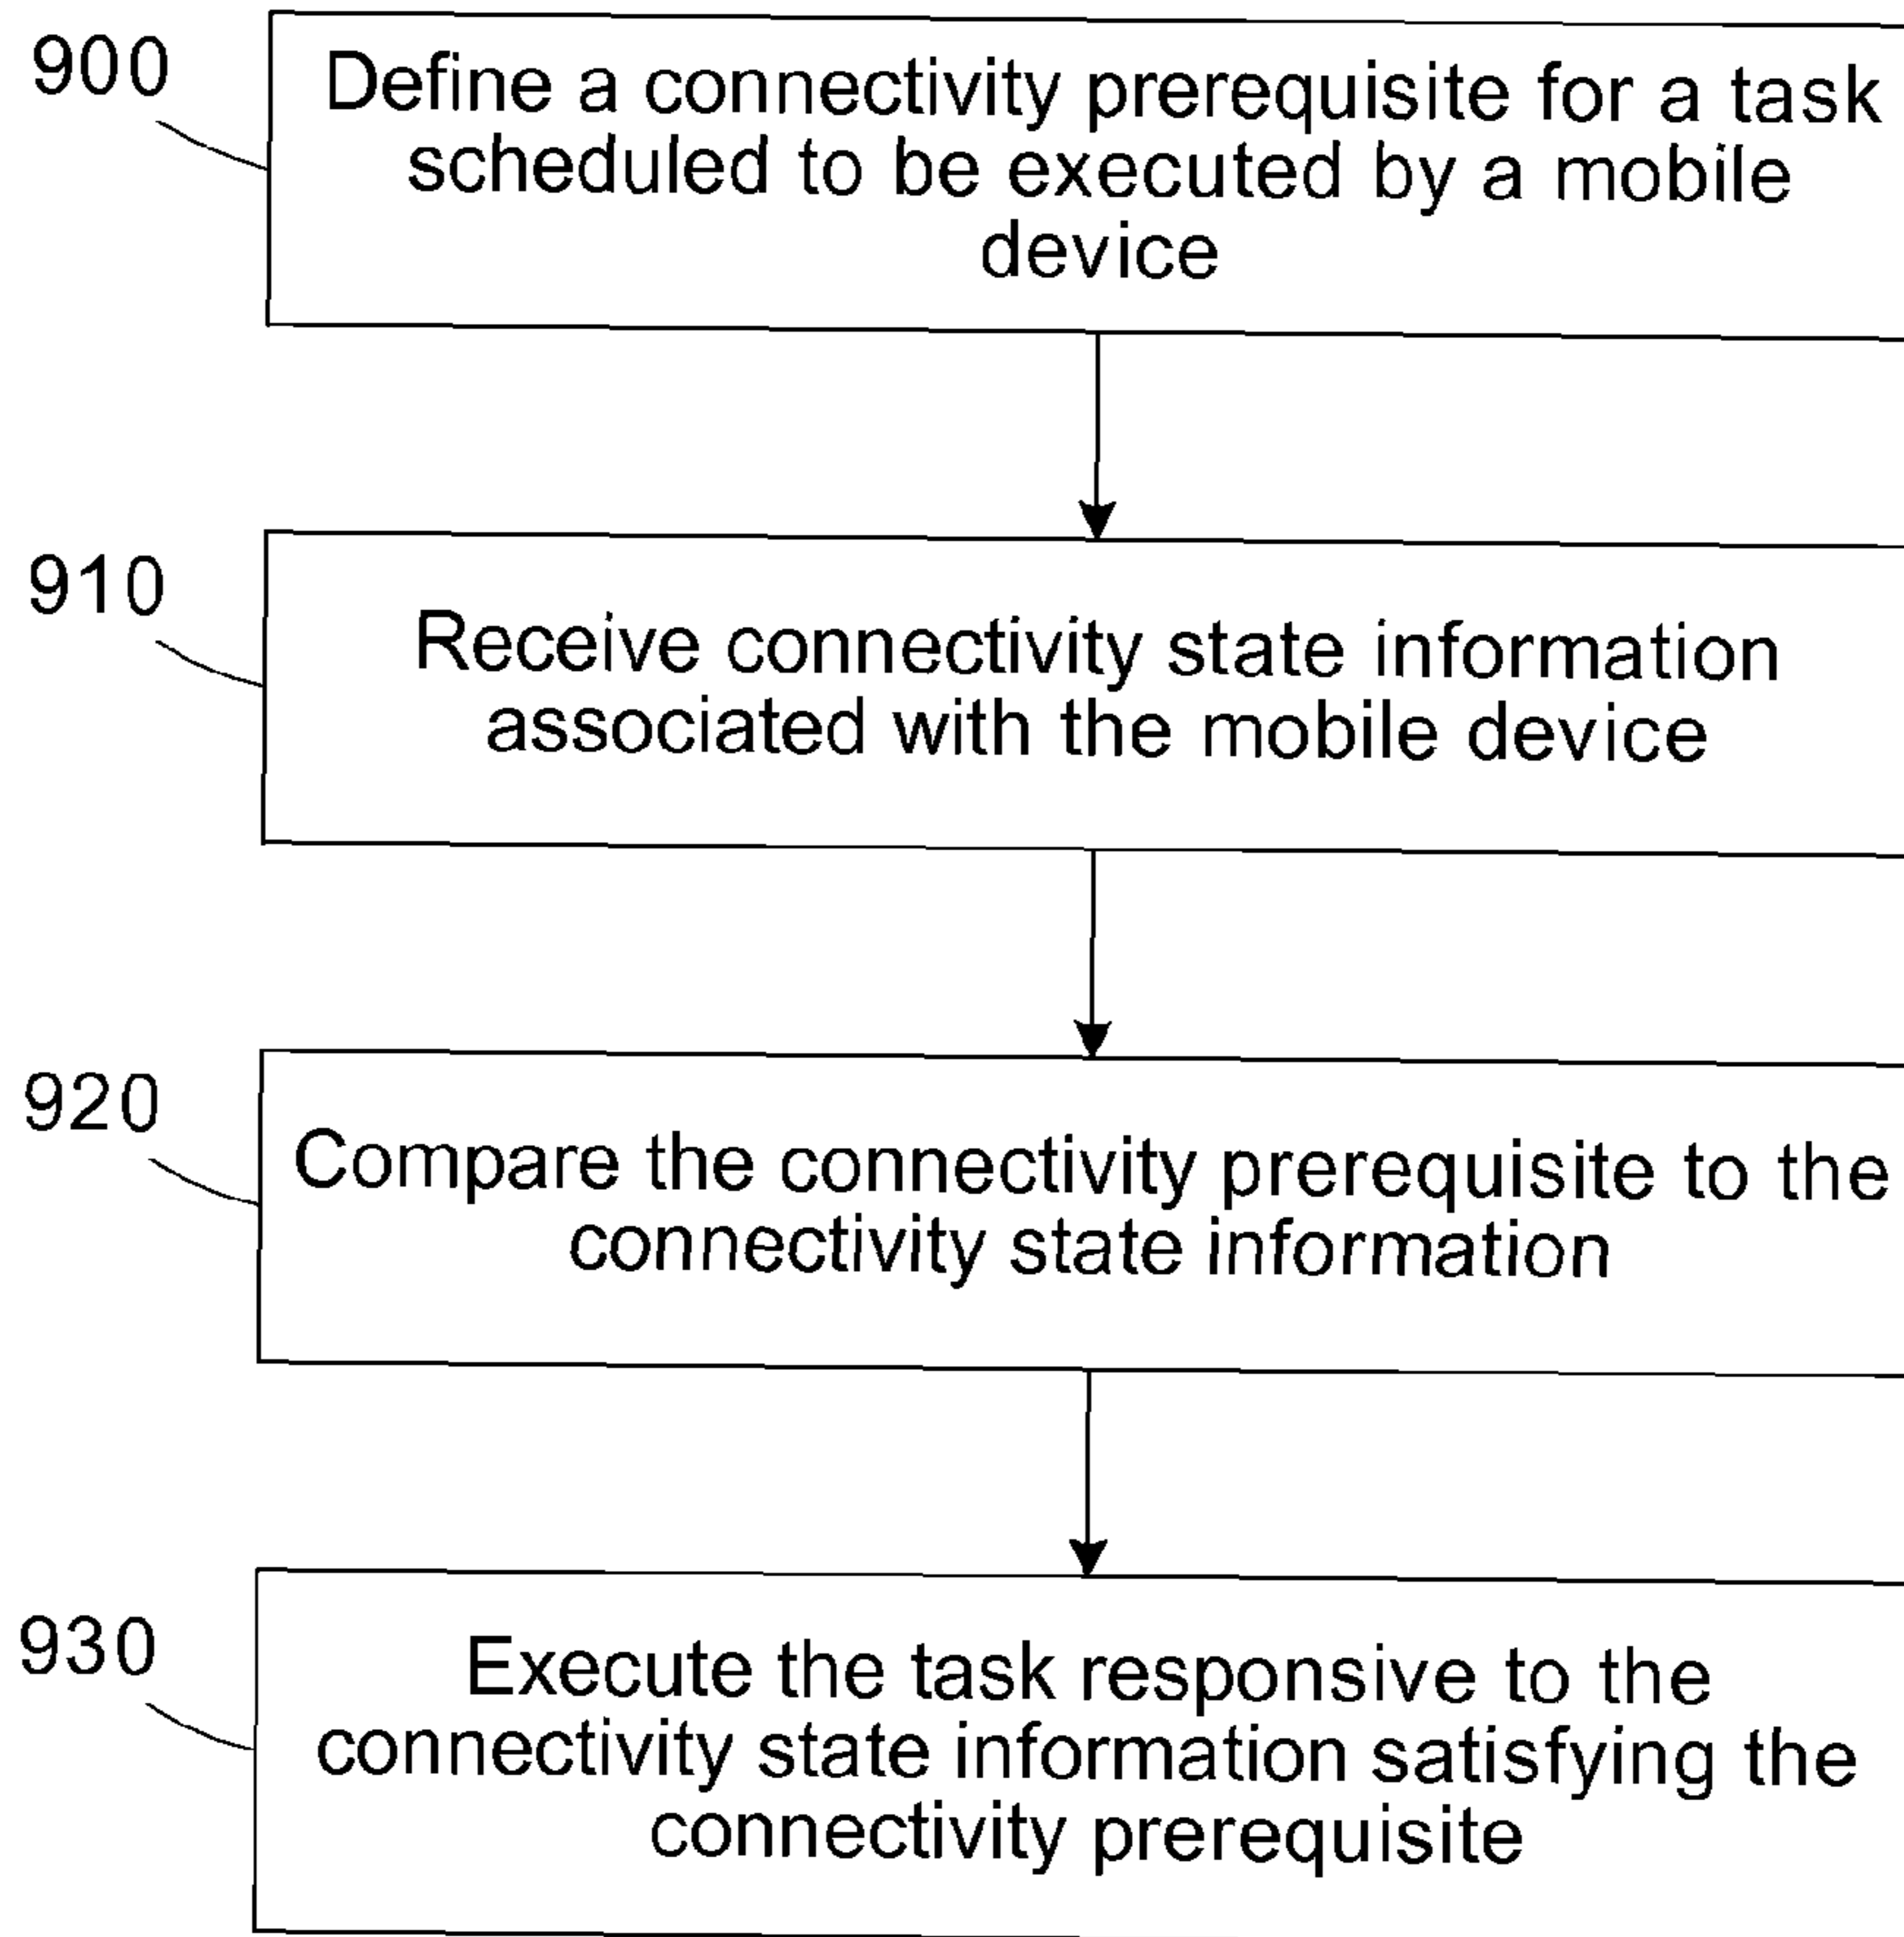 900
Define a connectivity prerequisite for a task
scheduled to be executed by a mobile
device
910
Receive connectivity state information
associated with the mobile device
920
Compare the connectivity prerequisite to the
connectivity state information
930
Execute the task responsive to the
connectivity state information satisfying the
connectivity prerequisite